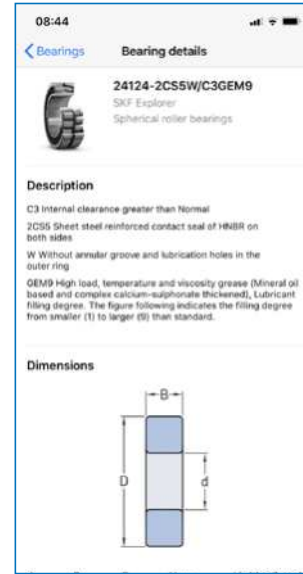 08:44
Bearings
Bearing details
24124-2CS5W/C3GEM9
SKF Explorer
Spherical roller bearings
Description
C3 Internal clearance greater than Normal
2CS5 Sheet steel reinforced contact seal of HNBR on
both sides
W Without annular groove and lubrication holes in the
outer ring
GEM9 High load, temperature and viscosity grease (Mineral oil
based and complex calcium-sulphonate thickened), Lubricant
filling degree. The figure following indicates the filling degree
from smaller (1) to larger (9) than standard.
Dimensions
B
D
d